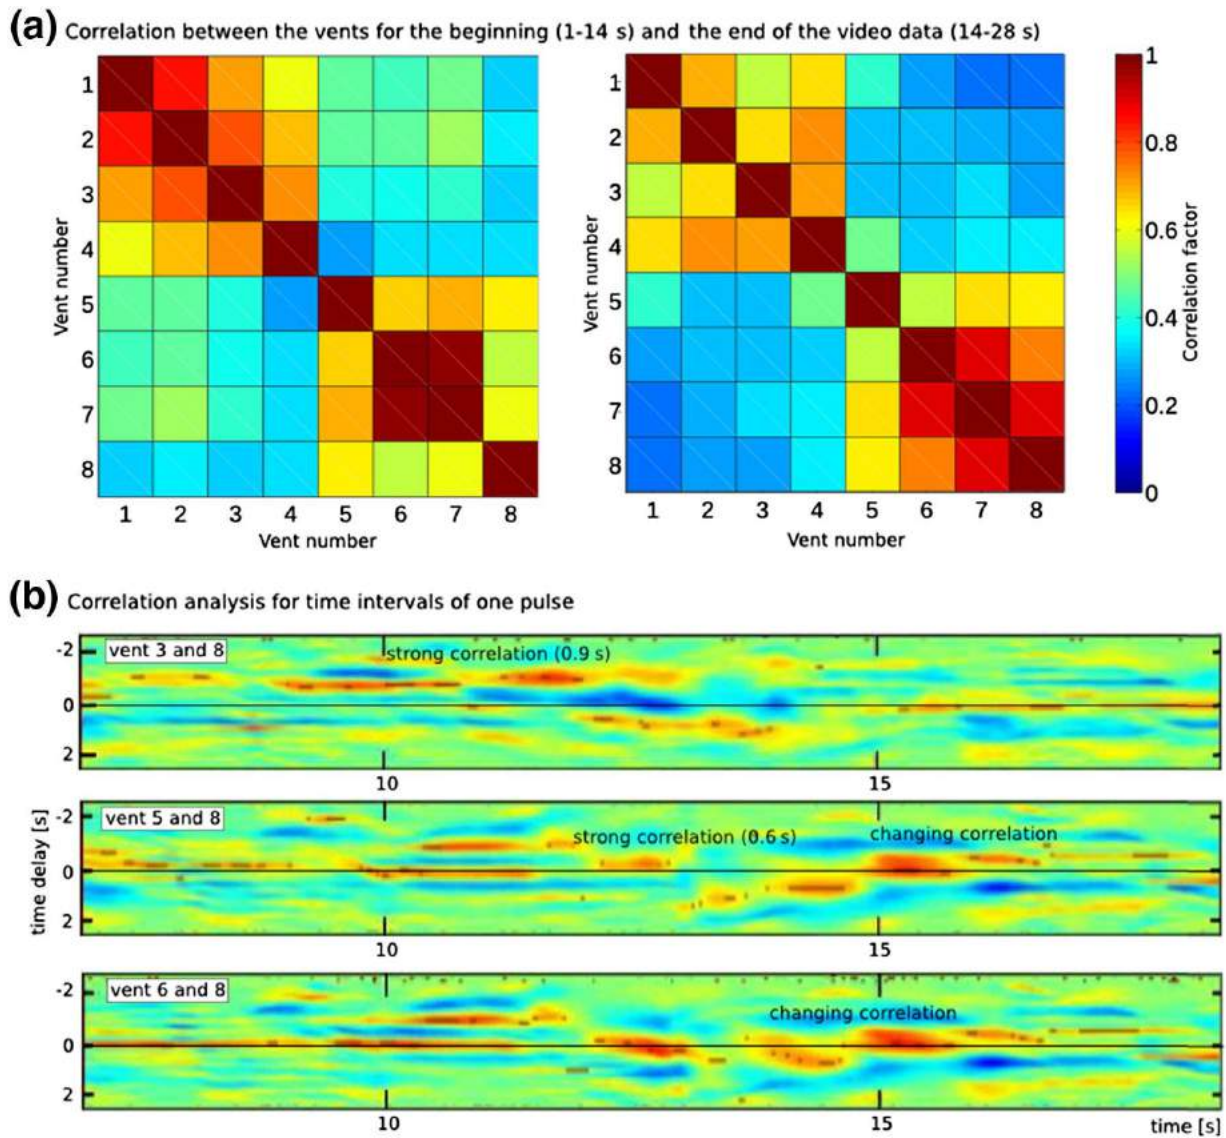 (a) Correlation between the vents for the beginning (1-14 s) and the end of the video data (14-28 s)
1
2
3
4
5
6
7
8
Vent number
1 2 3 4 5 6 7 8
Vent number
1
2
3
4
5
6
7
8
Vent number
1 2 3 4 5 6 7 8
Vent number
1
0.8
0.6
0.4
0.2
0
Correlation factor
(b) Correlation analysis for time intervals of one pulse
vent 3 and 8
strong correlation (0.9 s)
-2
0
2
10 15
vent 5 and 8
strong correlation (0.6 s)
changing correlation
-2
0
2
time delay [s]
10 15
vent 6 and 8
changing correlation
-2
0
2
10 15 time [s]